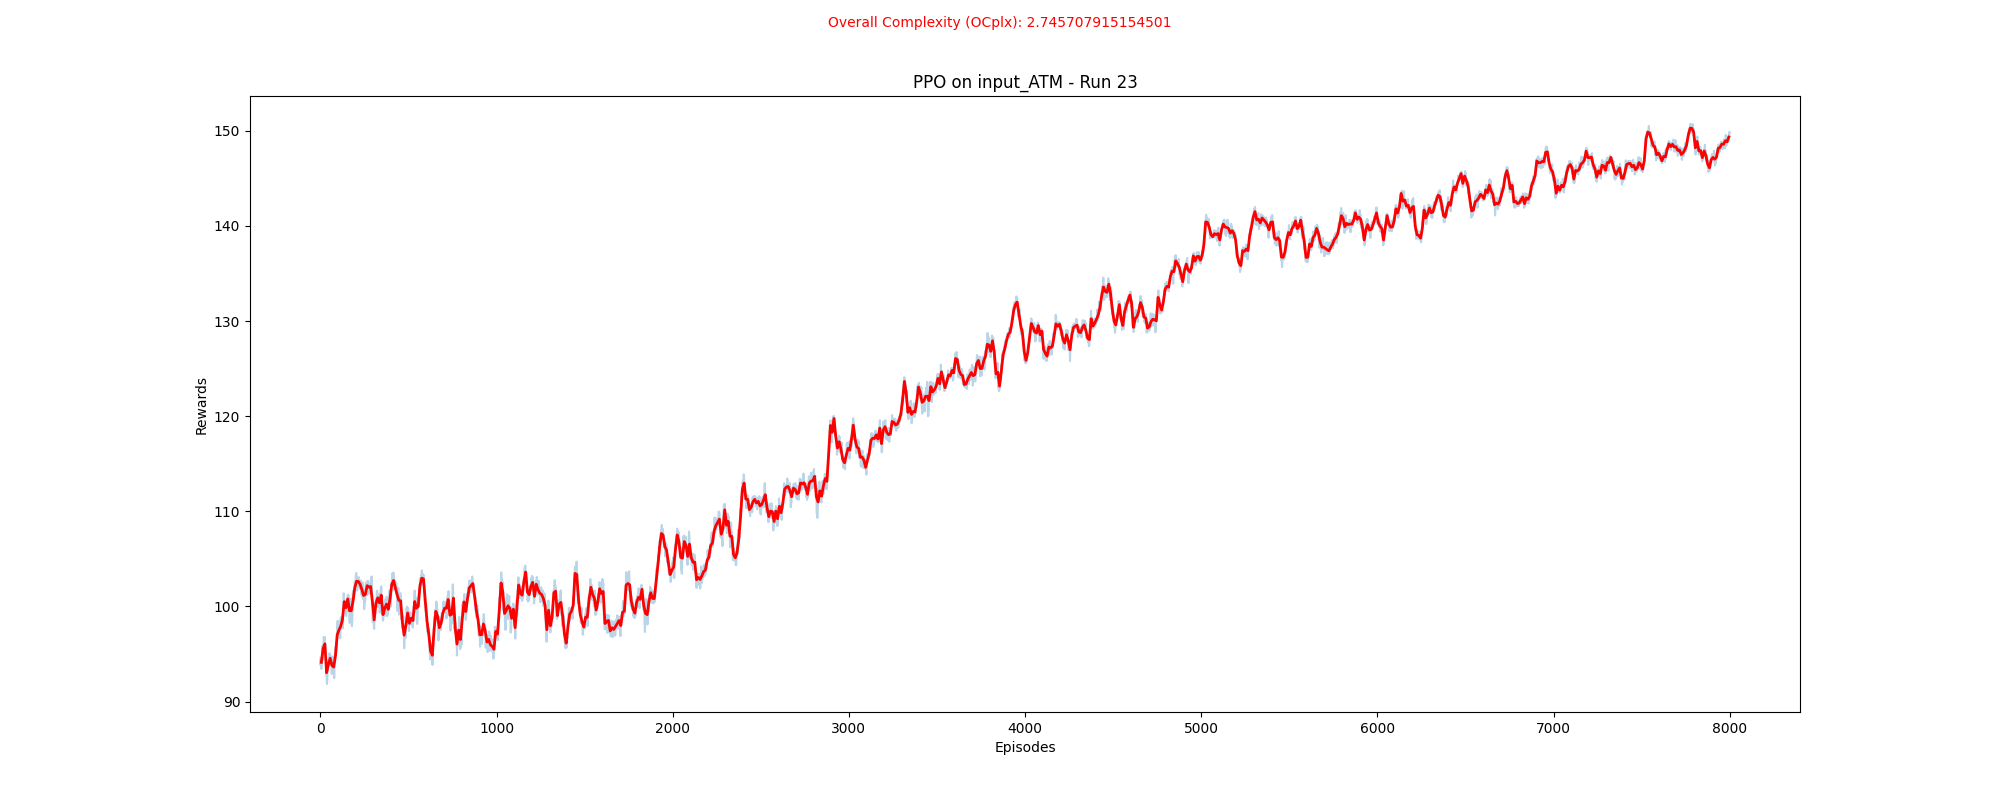 Overall Complexity (OCplx): 2.745707915154501
PPO on input_ATM - Run 23
150
140
130
120
110
100
90
Rewards
0 1000 2000 3000 4000 5000 6000 7000 8000
Episodes